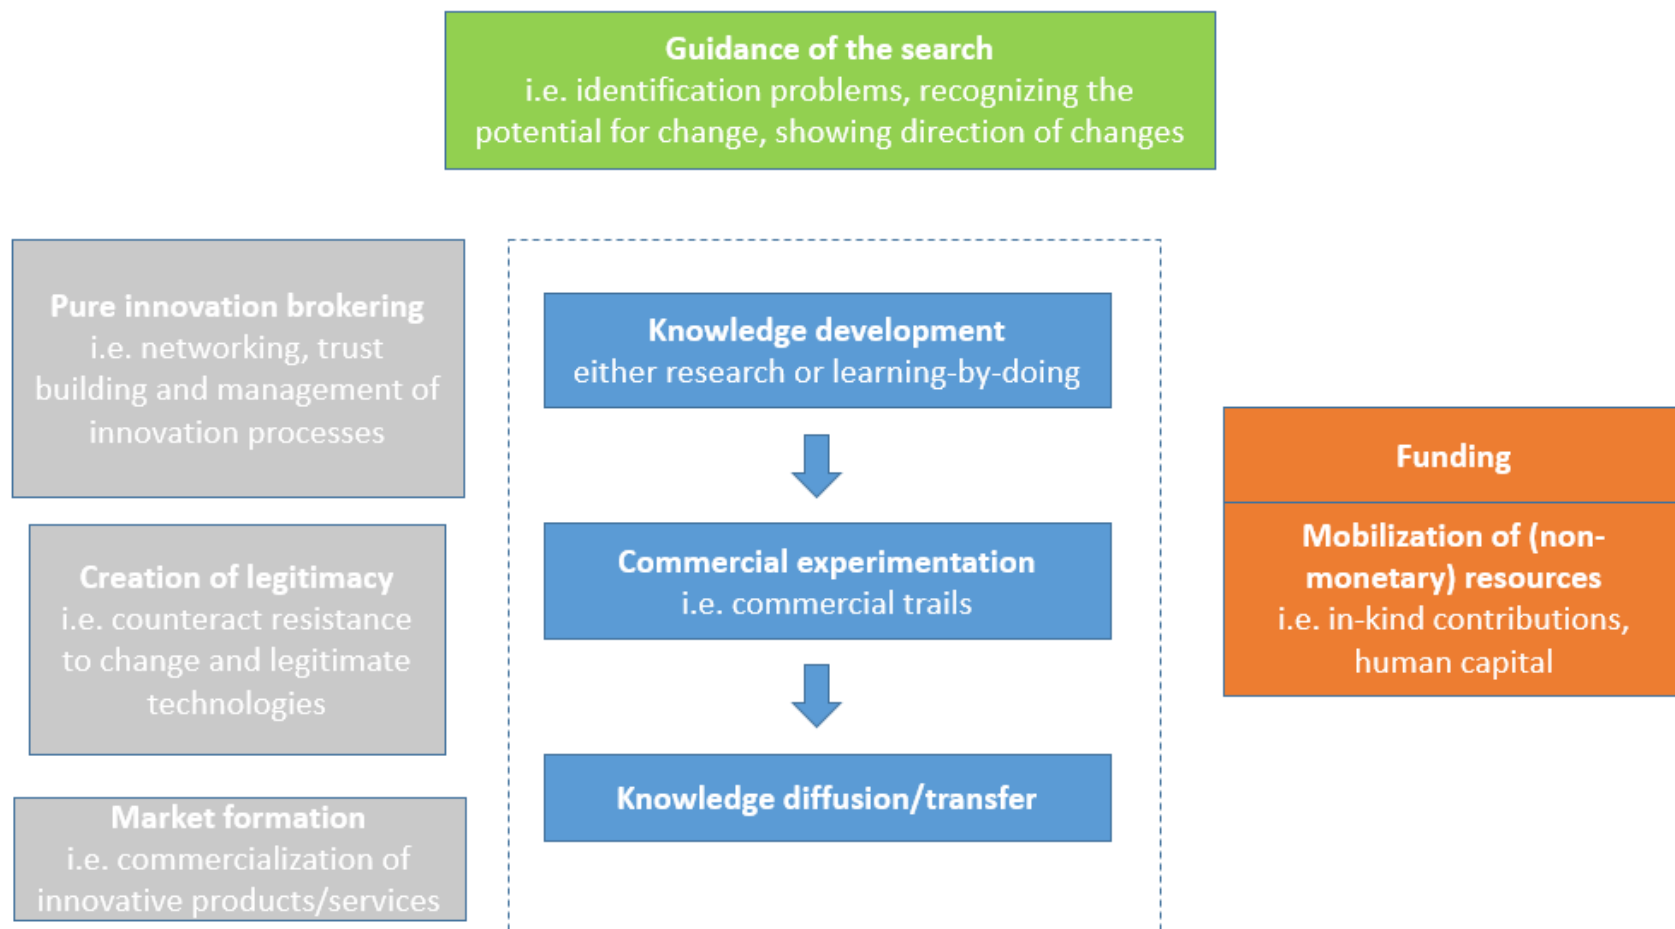 Guidance of the search
i.e. identification problems, recognizing the
potential for change, showing direction of changes
Pure innovation brokering
i.e. networking, trust
building and management of
innovation processes
Creation of legitimacy
i.e. counteract resistance
to change and legitimate
technologies
Market formation
i.e. commercialization of
innovative products/services
Knowledge development
either research or learning-by-doing
Commercial experimentation
i.e. commercial trails
Knowledge diffusion/transfer
Funding
Mobilization of (non-
monetary) resources
i.e. in-kind contributions,
human capital